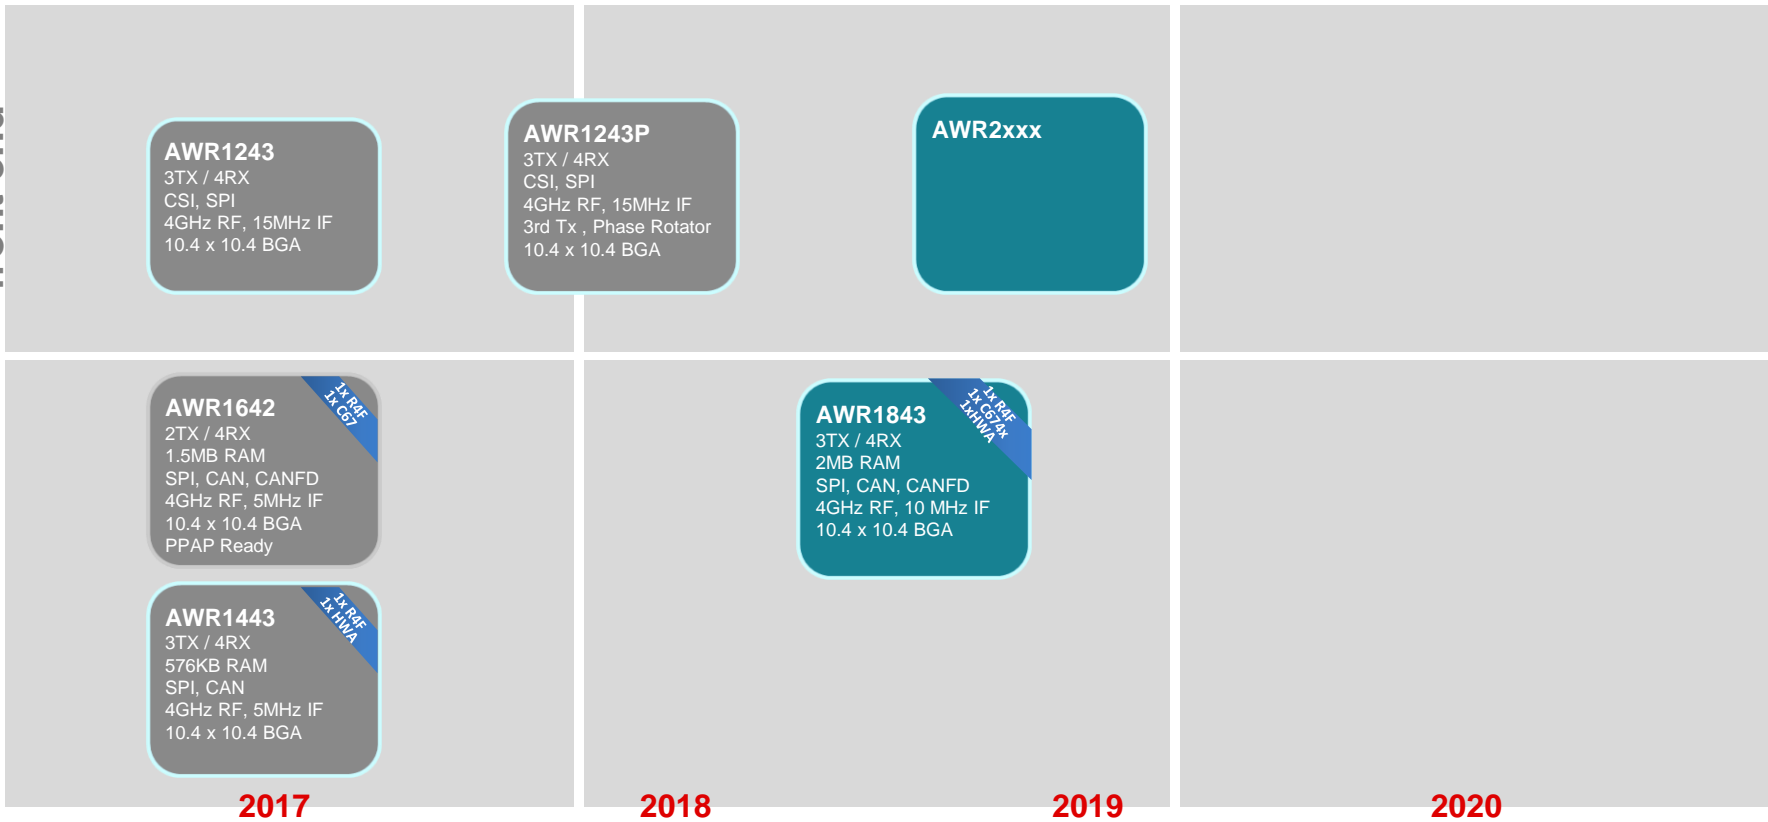 AWR1243
3TX / 4RX
CSI, SPI
4GHz RF, 15MHz IF
10.4 x 10.4 BGA
AWR1243P
3TX / 4RX
CSI, SPI
4GHz RF, 15MHz IF
3rd Tx , Phase Rotator
10.4 x 10.4 BGA
AWR2xxx
AWR1642
2TX / 4RX
1.5MB RAM
SPI, CAN, CANFD
4GHz RF, 5MHz IF
10.4 x 10.4 BGA
PPAP Ready
1x R4F
1x C67
AWR1843
3TX / 4RX
2MB RAM
SPI, CAN, CANFD
4GHz RF, 10 MHz IF
10.4 x 10.4 BGA
1x R4F
1x C674x
1xHWA
AWR1443
3TX / 4RX
576KB RAM
SPI, CAN
4GHz RF, 5MHz IF
10.4 x 10.4 BGA
1x R4F
1x HWA
2017
2018
2019
2020